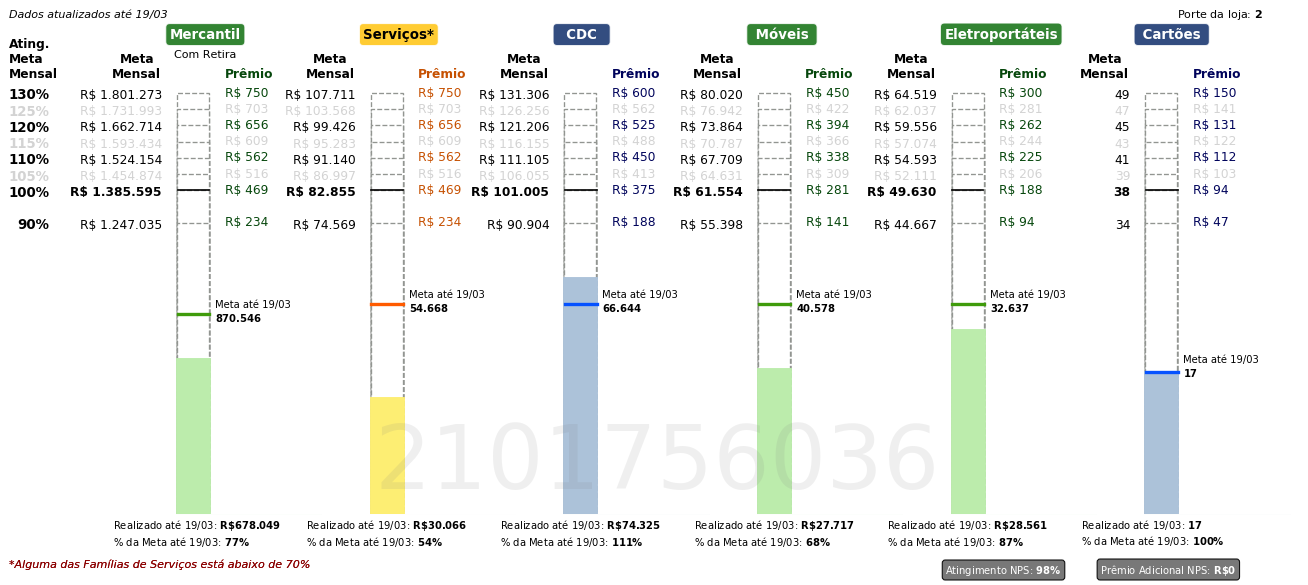 Dados atualizados até 19/03
Porte da loja: 2
Mercantil Serviços* CDC Móveis Eletroportáteis Cartões
Com Retira
Ating. Meta Mensal
Meta Mensal Prêmio Meta Mensal Prêmio Meta Mensal Prêmio Meta Mensal Prêmio Meta Mensal Prêmio Meta Mensal Prêmio
130% R$ 1.801.273 R$ 750 R$ 107.711 R$ 750 R$ 131.306 R$ 600 R$ 80.020 R$ 450 R$ 64.519 R$ 300 49 R$ 150
125% R$ 1.731.993 R$ 703 R$ 103.568 R$ 703 R$ 126.256 R$ 562 R$ 76.942 R$ 422 R$ 62.037 R$ 281 47 R$ 141
120% R$ 1.662.714 R$ 656 R$ 99.426 R$ 656 R$ 121.206 R$ 525 R$ 73.864 R$ 394 R$ 59.556 R$ 262 45 R$ 131
115% R$ 1.593.434 R$ 609 R$ 95.283 R$ 609 R$ 116.155 R$ 488 R$ 70.787 R$ 366 R$ 57.074 R$ 244 43 R$ 122
110% R$ 1.524.154 R$ 562 R$ 91.140 R$ 562 R$ 111.105 R$ 450 R$ 67.709 R$ 338 R$ 54.593 R$ 225 41 R$ 112
105% R$ 1.454.874 R$ 516 R$ 86.997 R$ 516 R$ 106.055 R$ 413 R$ 64.631 R$ 309 R$ 52.111 R$ 206 39 R$ 103
100% R$ 1.385.595 R$ 469 R$ 82.855 R$ 469 R$ 101.005 R$ 375 R$ 61.554 R$ 281 R$ 49.630 R$ 188 38 R$ 94
90% R$ 1.247.035 R$ 234 R$ 74.569 R$ 234 R$ 90.904 R$ 188 R$ 55.398 R$ 141 R$ 44.667 R$ 94 34 R$ 47
Meta até 19/03
870.546
Meta até 19/03
54.668
Meta até 19/03
66.644
Meta até 19/03
40.578
Meta até 19/03
32.637
Meta até 19/03
17
2101756036
Realizado até 19/03: R$678.049
% da Meta até 19/03: 77%
Realizado até 19/03: R$30.066
% da Meta até 19/03: 54%
Realizado até 19/03: R$74.325
% da Meta até 19/03: 111%
Realizado até 19/03: R$27.717
% da Meta até 19/03: 68%
Realizado até 19/03: R$28.561
% da Meta até 19/03: 87%
Realizado até 19/03: 17
% da Meta até 19/03: 100%
*Alguma das Famílias de Serviços está abaixo de 70%
Atingimento NPS: 98%
Prêmio Adicional NPS: R$0